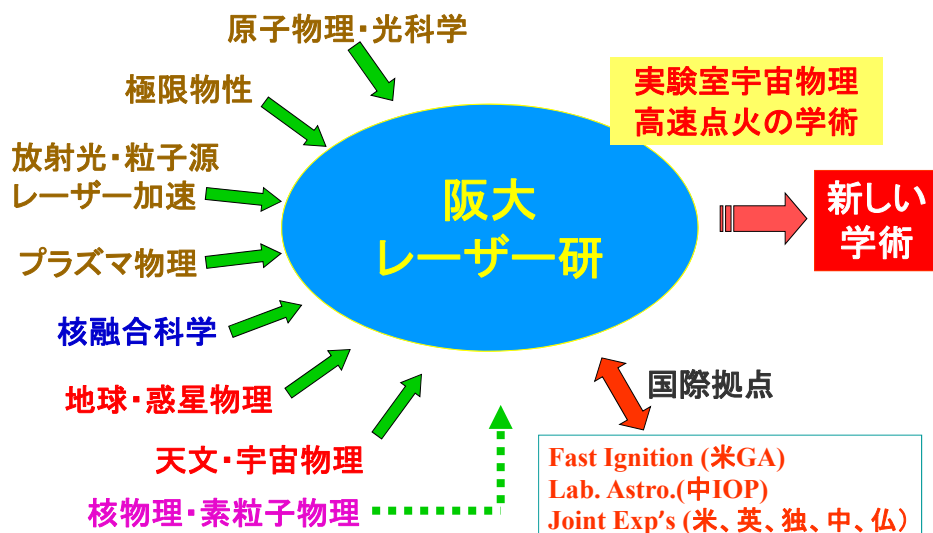 原子物理・光科学
極限物性
放射光・粒子源
レーザー加速
プラズマ物理
核融合科学
地球・惑星物理
天文・宇宙物理
核物理・素粒子物理
阪大
レーザー研
実験室宇宙物理
高速点火の学術
新しい
学術
国際拠点
Fast Ignition (米GA)
Lab. Astro.(中IOP)
Joint Exp's (米、英、独、中、仏)